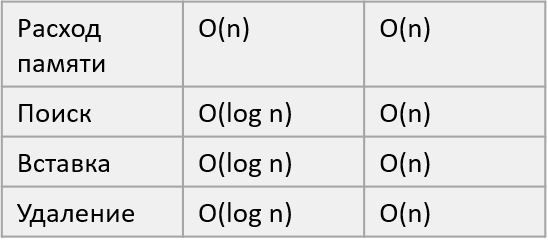 Расход O(n) O(n)
памяти
Поиск O(log n) O(n)
Вставка O(log n) O(n)
Удаление O(log n) O(n)